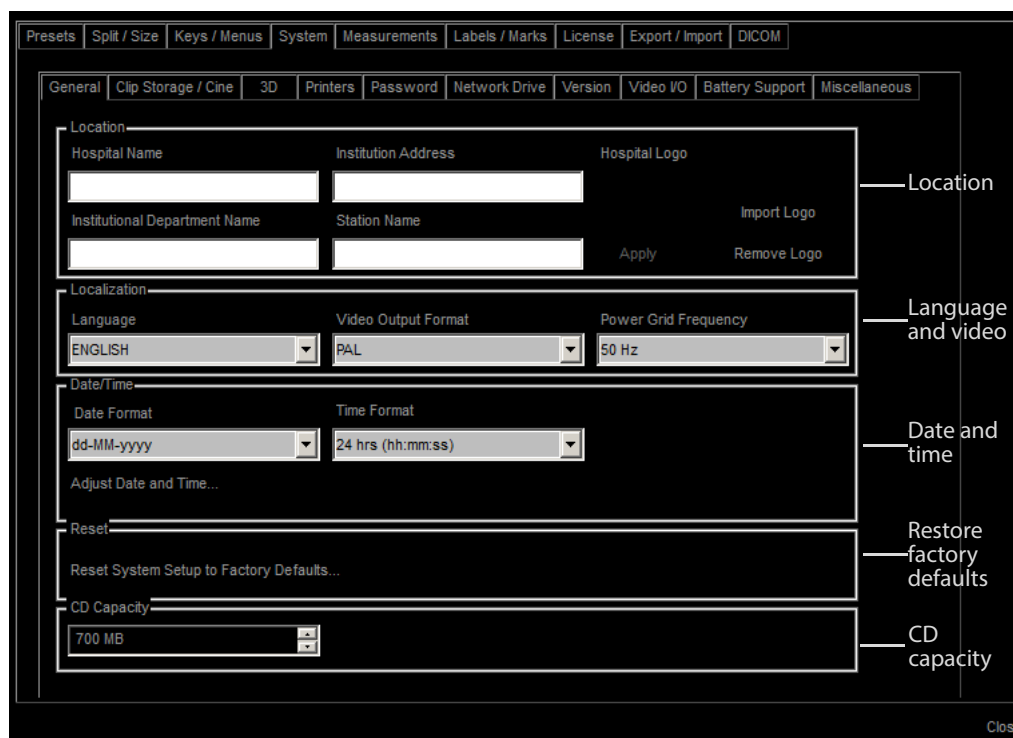 Presets Split / Size Keys / Menus System Measurements Labels / Marks License Export / Import DICOM
General Clip Storage / Cine 3D Printers Password Network Drive Version Video I/O Battery Support Miscellaneous
Location
Hospital Name Institution Address Hospital Logo
Location
Import Logo
Institutional Department Name Station Name
Apply Remove Logo
Localization
Language Video Output Format Power Grid Frequency
Language
and video
ENGLISH PAL 50 Hz
Date/Time
Date Format Time Format
dd-MM-yyyy 24 hrs (hh:mm:ss)
Date and
time
Adjust Date and Time...
Reset
Reset System Setup to Factory Defaults...
Restore
factory
defaults
CD Capacity
700 MB
CD
capacity
Clos